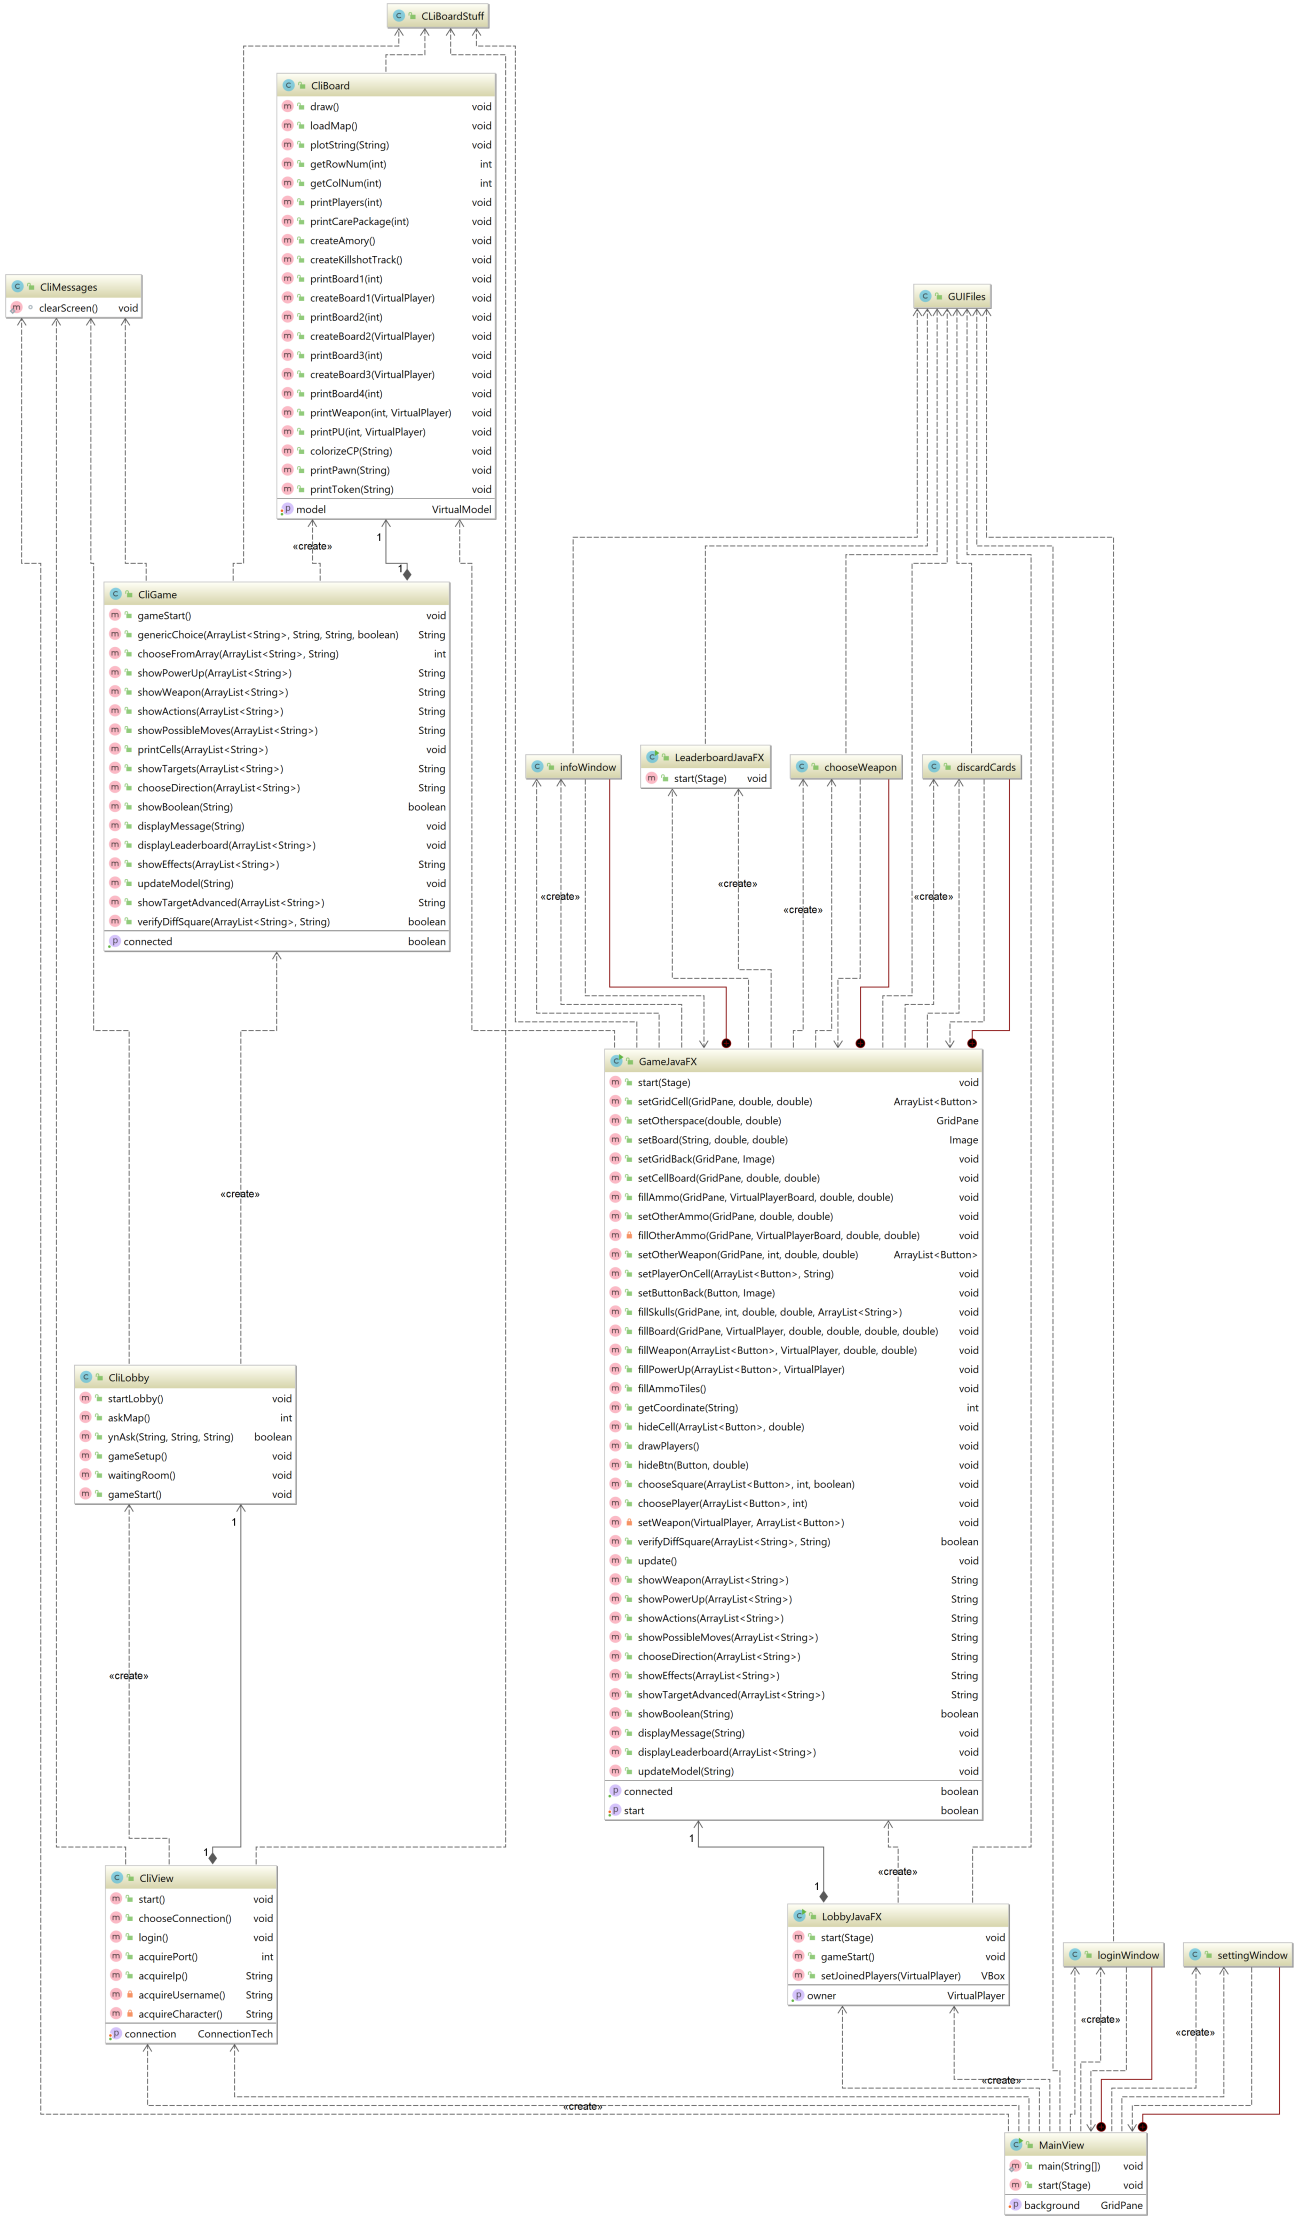 CLiBoardStuff
CliBoard
draw() void
loadMap() void
plotString(String) void
getRowNum(int) int
getColNum(int) int
printPlayers(int) void
printCarePackage(int) void
createAmory() void
createKillshotTrack() void
printBoard1(int) void
createBoard1(VirtualPlayer) void
printBoard2(int) void
createBoard2(VirtualPlayer) void
printBoard3(int) void
createBoard3(VirtualPlayer) void
printBoard4(int) void
printWeapon(int, VirtualPlayer) void
printPU(int, VirtualPlayer) void
colorizeCP(String) void
printPawn(String) void
printToken(String) void
model VirtualModel
CliMessages
clearScreen() void
GUIFiles
«create»
1
1
CliGame
gameStart() void
genericChoice(ArrayList<String>, String, String, boolean) String
chooseFromArray(ArrayList<String>, String) int
showPowerUp(ArrayList<String>) String
showWeapon(ArrayList<String>) String
showActions(ArrayList<String>) String
showPossibleMoves(ArrayList<String>) String
printCells(ArrayList<String>) void
showTargets(ArrayList<String>) String
chooseDirection(ArrayList<String>) String
showBoolean(String) boolean
displayMessage(String) void
displayLeaderboard(ArrayList<String>) void
showEffects(ArrayList<String>) String
updateModel(String) void
showTargetAdvanced(ArrayList<String>) String
verifyDiffSquare(ArrayList<String>, String) boolean
connected boolean
infoWindow
LeaderboardJavaFX
start(Stage) void
chooseWeapon
discardCards
«create»
«create»
«create»
«create»
GameJavaFX
start(Stage) void
setGridCell(GridPane, double, double) ArrayList<Button>
setOtherspace(double, double) GridPane
setBoard(String, double, double) Image
setGridBack(GridPane, Image) void
setCellBoard(GridPane, double, double) void
fillAmmo(GridPane, VirtualPlayerBoard, double, double) void
setOtherAmmo(GridPane, double, double) void
fillOtherAmmo(GridPane, VirtualPlayerBoard, double, double) void
setOtherWeapon(GridPane, int, double, double) ArrayList<Button>
setPlayerOnCell(ArrayList<Button>, String) void
setButtonBack(Button, Image) void
fillSkulls(GridPane, int, double, double, ArrayList<String>) void
fillBoard(GridPane, VirtualPlayer, double, double, double, double) void
fillWeapon(ArrayList<Button>, VirtualPlayer, double, double) void
fillPowerUp(ArrayList<Button>, VirtualPlayer) void
fillAmmoTiles() void
getCoordinate(String) int
hideCell(ArrayList<Button>, double) void
drawPlayers() void
hideBtn(Button, double) void
chooseSquare(ArrayList<Button>, int, boolean) void
choosePlayer(ArrayList<Button>, int) void
setWeapon(VirtualPlayer, ArrayList<Button>) void
verifyDiffSquare(ArrayList<String>, String) boolean
update() void
showWeapon(ArrayList<String>) String
showPowerUp(ArrayList<String>) String
showActions(ArrayList<String>) String
showPossibleMoves(ArrayList<String>) String
chooseDirection(ArrayList<String>) String
showEffects(ArrayList<String>) String
showTargetAdvanced(ArrayList<String>) String
showBoolean(String) boolean
displayMessage(String) void
displayLeaderboard(ArrayList<String>) void
updateModel(String) void
connected boolean
start boolean
«create»
CliLobby
startLobby() void
askMap() int
ynAsk(String, String, String) boolean
gameSetup() void
waitingRoom() void
gameStart() void
1
«create»
1
CliView
start() void
chooseConnection() void
login() void
acquirePort() int
acquireIp() String
acquireUsername() String
acquireCharacter() String
connection ConnectionTech
1
1
«create»
LobbyJavaFX
start(Stage) void
gameStart() void
setJoinedPlayers(VirtualPlayer) VBox
owner VirtualPlayer
loginWindow
settingWindow
«create»
«create»
«create»
«create»
MainView
main(String[]) void
start(Stage) void
background GridPane